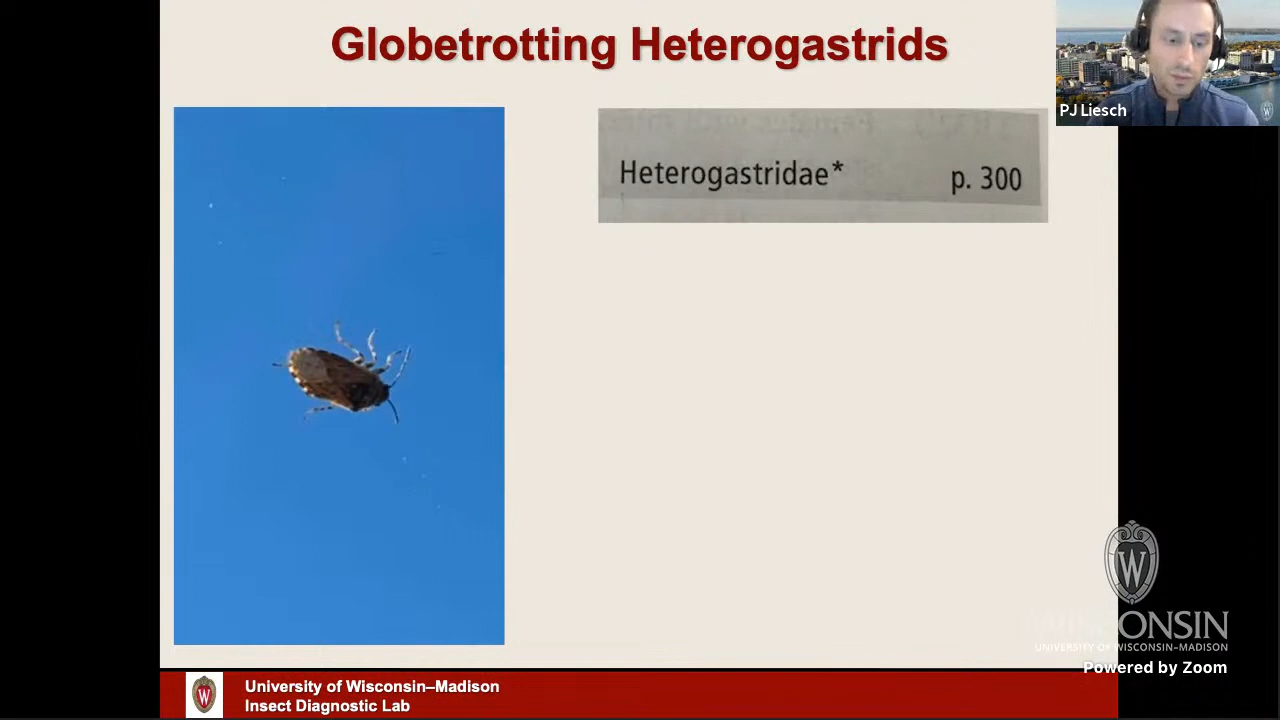 Globetrotting Heterogastrids
PJ Liesch
Heterogastridae* p. 300
W
WISCONSIN
UNIVERSITY OF WISCONSIN–MADISON
Powered by Zoom
W
University of Wisconsin–Madison
Insect Diagnostic Lab